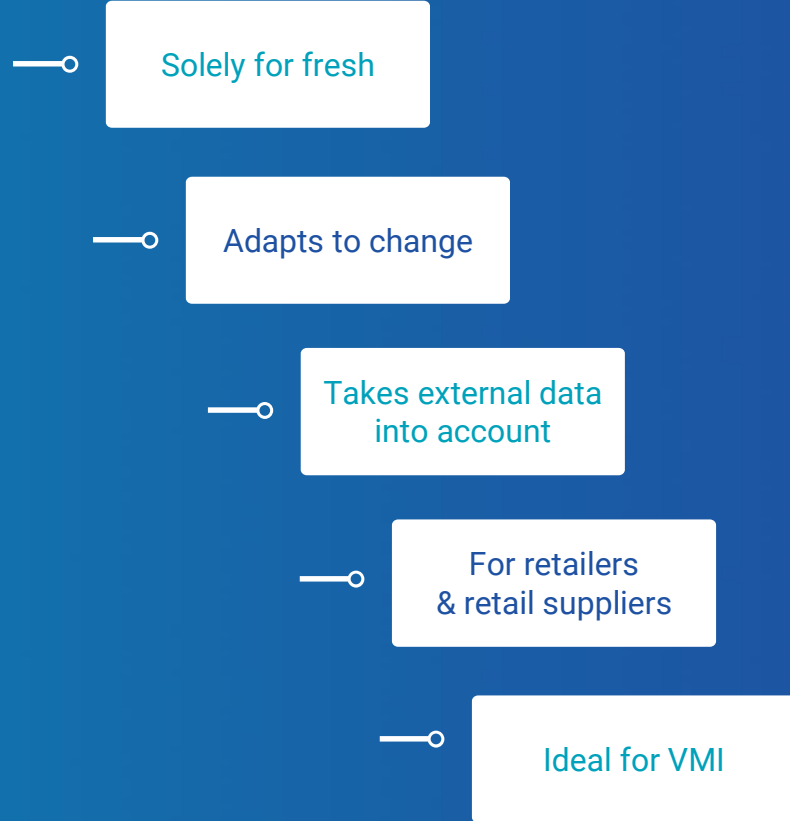 Solely for fresh
Adapts to change
Takes external data
into account
For retailers
& retail suppliers
Ideal for VMI